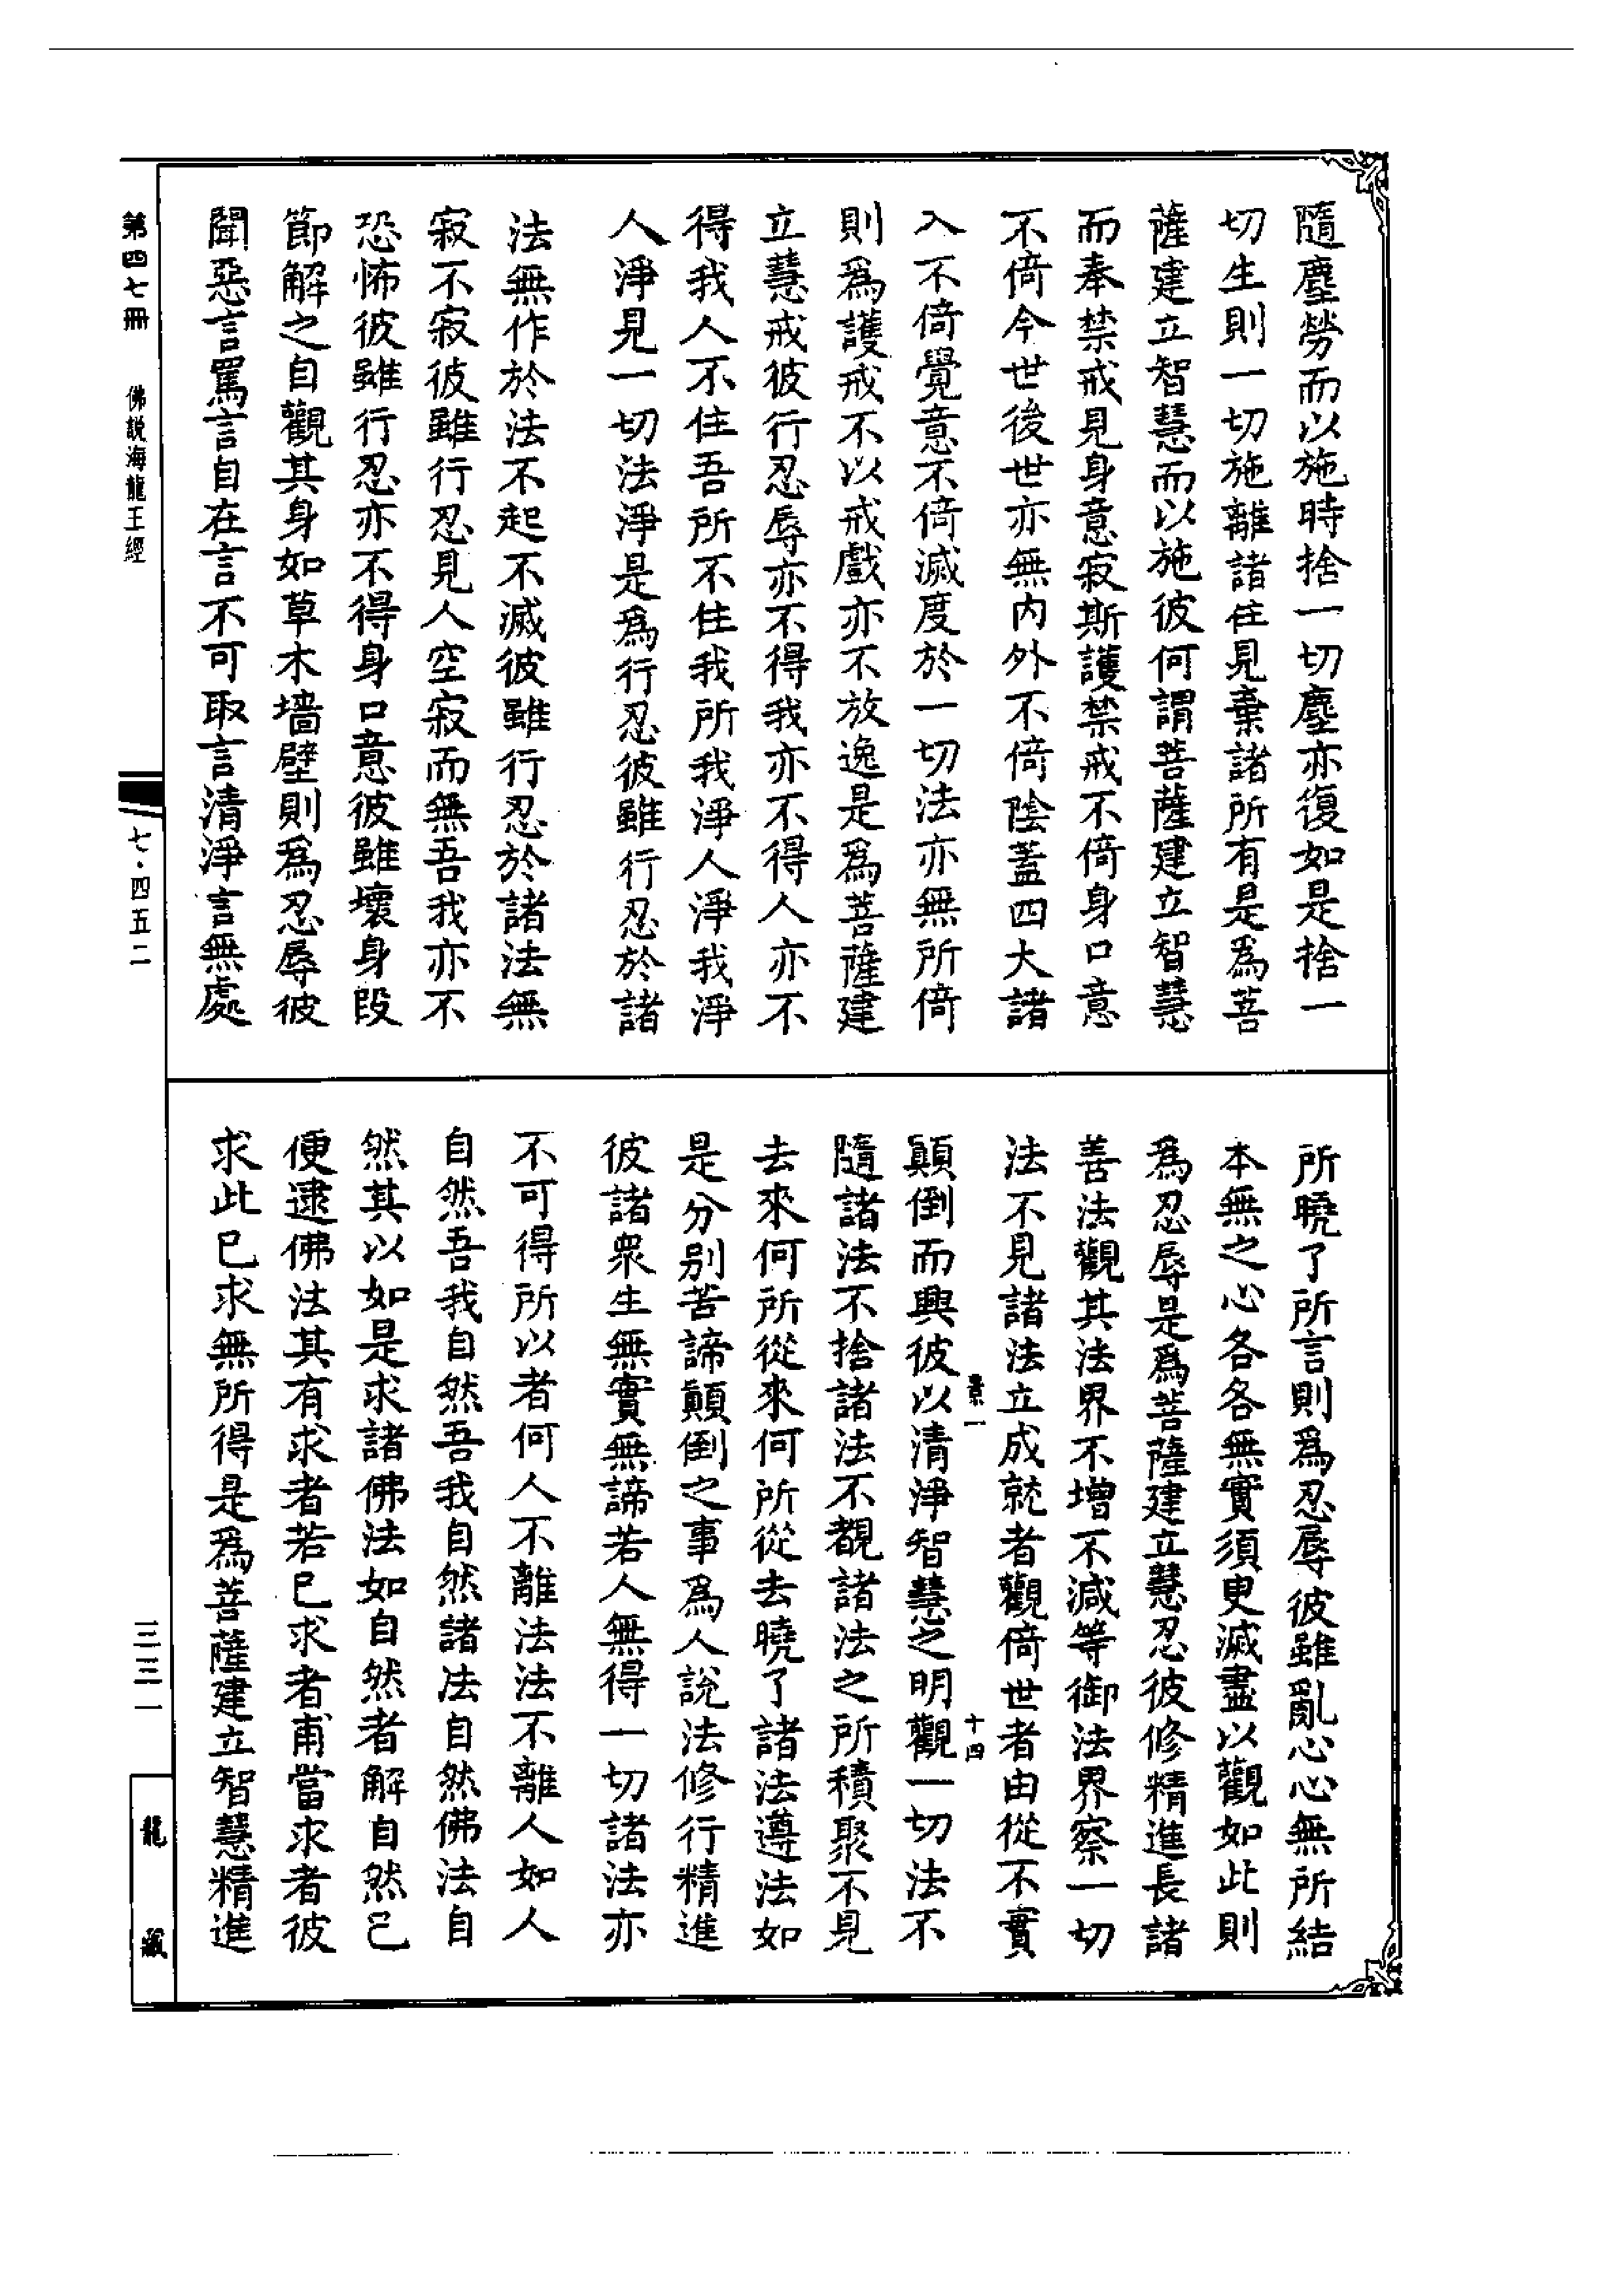 隨塵勞而以施時捨一切塵亦復如是捨一
切生則一切施離諸住見棄諸所有是為菩
薩建立智慧而以施彼何謂菩薩建立智慧
而奉禁戒見身意寂斯護禁戒不倚身口意
不倚今世後世亦無內外不倚陰蓋四大諸
入不倚覺意不倚滅度於一切法亦無所倚
則為護戒不以戒戲亦不放逸是為菩薩建
立慧戒彼行忍辱亦不得我亦不得人亦不
得我人不住吾所不住我所我淨人淨我淨
人淨見一切法淨是為行忍彼雖行忍於諸
法無作於法不起不滅彼雖行忍於諸法無
寂不寂彼雖行忍見人空寂而無吾我亦不
恐怖彼雖行忍亦不得身口意彼雖壞身段
節解之自觀其身如草木墻壁則為忍辱彼
聞惡言罵言自在言不可取言清淨言無處
所曉了所言則為忍辱彼雖亂心心無所結
本無之心各各無實須臾滅盡以觀如此則
為忍辱是為菩薩建立慧忍彼修精進長諸
善法觀其法界不增不減等御法界察一切
法不見諸法立成就者觀倚世者由從不實
顛倒而興彼以清淨智慧之明觀一切法不
素一
十四
隨諸法不捨諸法不覩諸法之所積聚不見
去來何所從來何所從去曉了諸法遵法如
是分別苦諦顛倒之事為人說法修行精進
彼諸眾生無實無諦若人無得一切諸法亦
不可得所以者何人不離法法不離人如人
自然吾我自然吾我自然諸法自然佛法自
然其以如是求諸佛法如自然者解自然已
便逮佛法其有求者若已求者甫當求者彼
求此已求無所得是為菩薩建立智慧精進
第四七冊
佛說海龍王經
七·四五二
三三一
龍藏